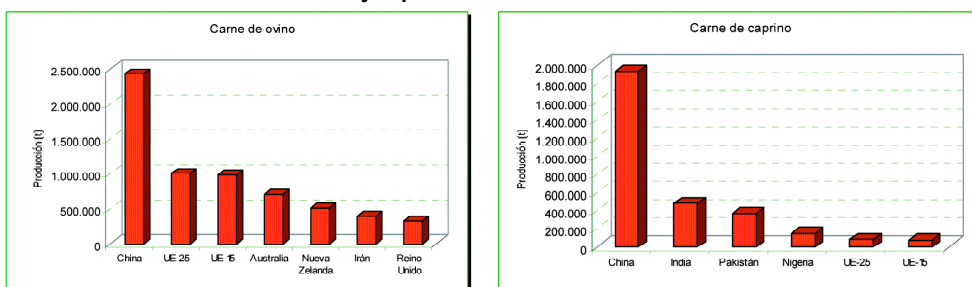 Carne de ovino
Producción (t)
2.500.000
2.000.000
1.500.000
1.000.000
500.000
0
China
UE 25
UE 15
Australia
Nueva
Zelanda
Irán
Reino
Unido
Carne de caprino
Producción (t)
2.000.000
1.800.000
1.600.000
1.400.000
1.200.000
1.000.000
800.000
600.000
400.000
200.000
0
China
India
Pakistán
Nigeria
UE-25
UE-15